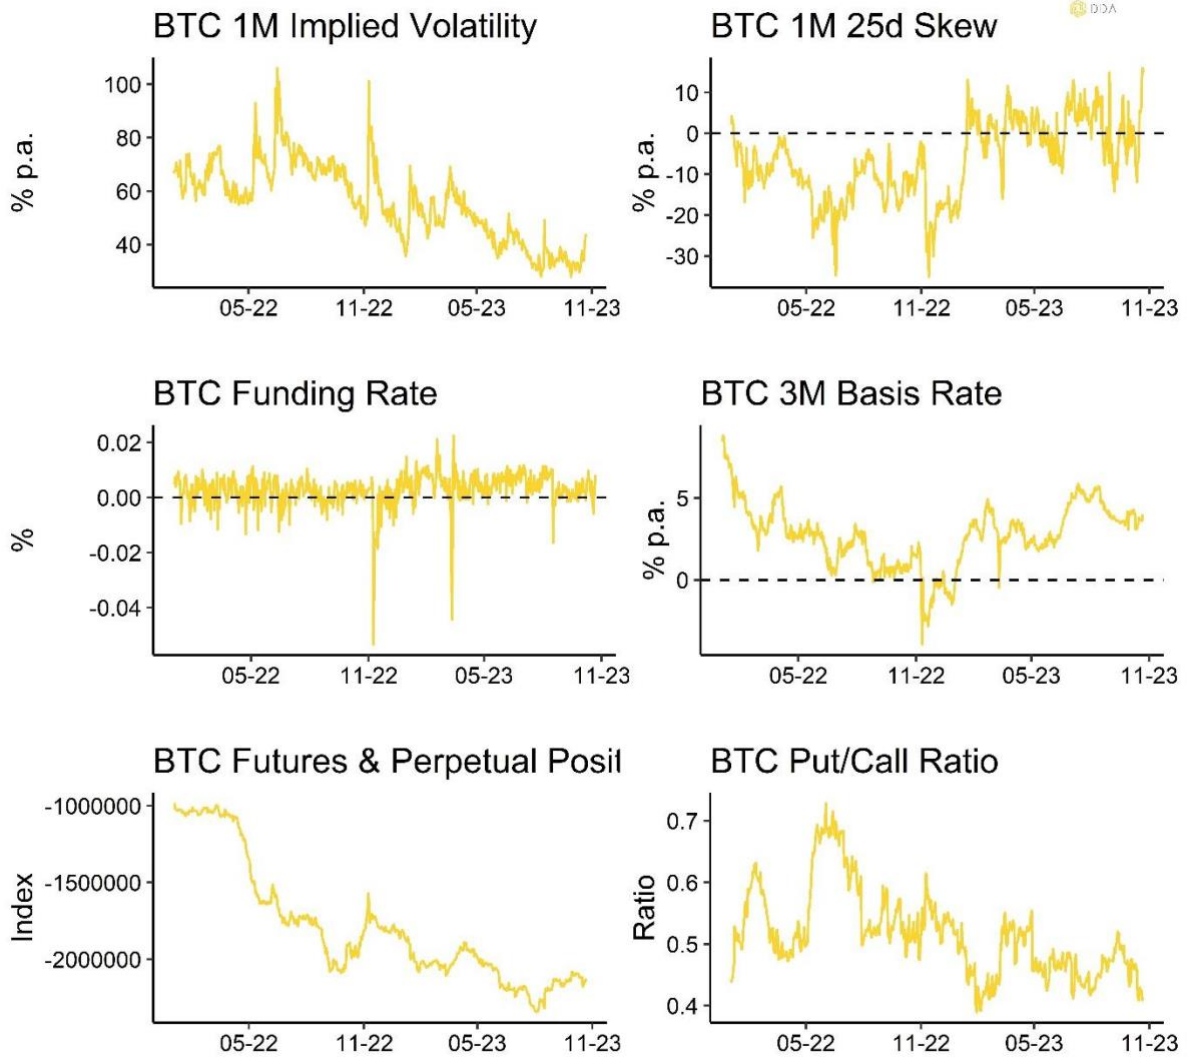 DDA
BTC 1M Implied Volatility
% p.a.
100
80
60
40
05-22 11-22 05-23 11-23
BTC 1M 25d Skew
% p.a.
10
0
-10
-20
-30
05-22 11-22 05-23 11-23
BTC Funding Rate
%
0.02
0.00
-0.02
-0.04
05-22 11-22 05-23 11-23
BTC 3M Basis Rate
% p.a.
5
0
05-22 11-22 05-23 11-23
BTC Futures & Perpetual Posit
Index
-1000000
-1500000
-2000000
05-22 11-22 05-23 11-23
BTC Put/Call Ratio
Ratio
0.7
0.6
0.5
0.4
05-22 11-22 05-23 11-23